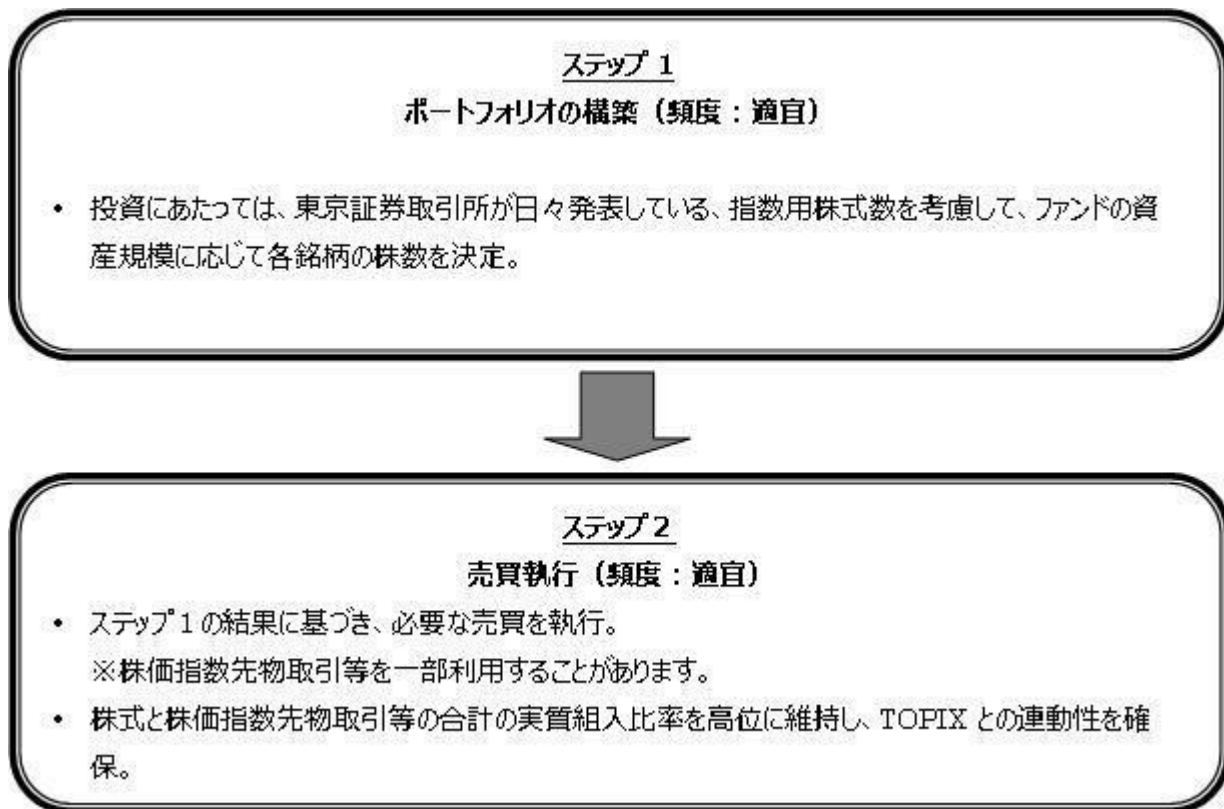 ステップ 1
ポートフォリオの構築（頻度：適宜）
• 投資にあたっては、東京証券取引所が日々発表している、指数用株式数を考慮して、ファンドの資
産規模に応じて各銘柄の株数を決定。
ステップ 2
売買執行（頻度：適宜）
• ステップ 1 の結果に基づき、必要な売買を執行。
※株価指数先物取引等を一部利用することがあります。
• 株式と株価指数先物取引等の合計の実質組入比率を高位に維持し、TOPIX との連動性を確
保。